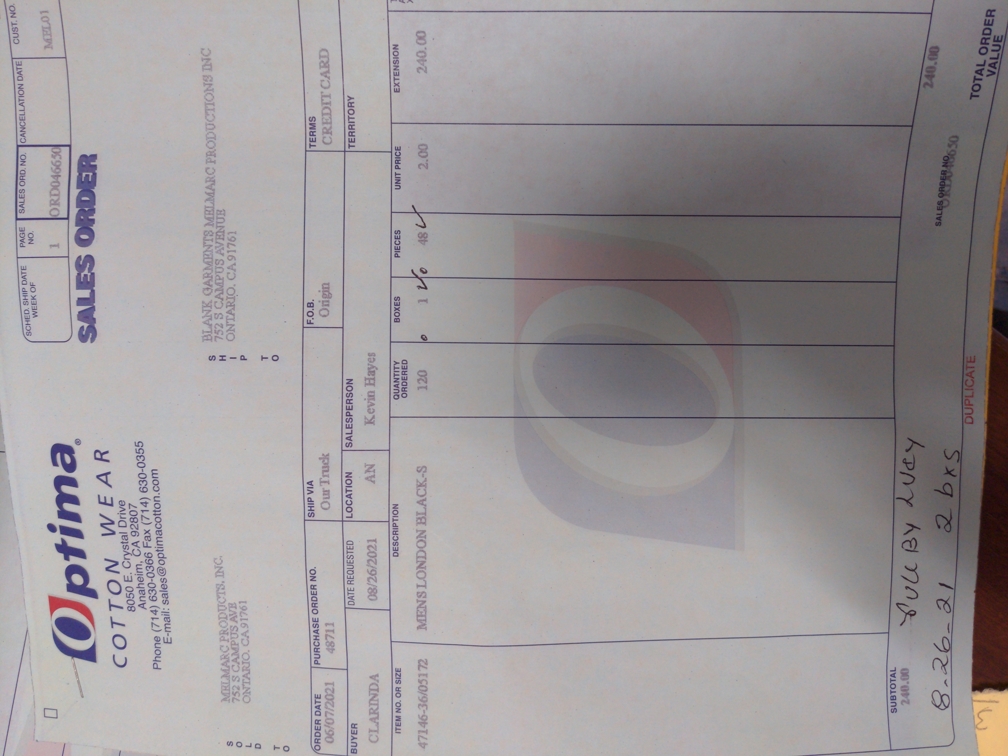 Optima®
COTTON WEAR
8050 E. Crystal Drive
Anaheim, CA 92807
Phone (714) 630-0366 Fax (714) 630-0355
E-mail: sales@optimacotton.com
SCHED. SHIP DATE WEEK OF
PAGE NO.
SALES ORD. NO.
CANCELLATION DATE
CUST. NO.
1
ORD046650
MEL01
SALES ORDER
SOLD TO
MELMARC PRODUCTS, INC.
752 S CAMPUS AVE
ONTARIO, CA 91761
SHIP TO
BLANK GARMENTS MELMARC PRODUCTIONS INC
752 S CAMPUS AVENUE
ONTARIO, CA 91761
ORDER DATE PURCHASE ORDER NO. SHIP VIA F.O.B. TERMS
06/07/2021 48711 Our Truck Origin CREDIT CARD
BUYER DATE REQUESTED LOCATION SALESPERSON TERRITORY
CLARINDA 08/26/2021 AN Kevin Hayes
ITEM NO. OR SIZE DESCRIPTION QUANTITY ORDERED BOXES PIECES UNIT PRICE EXTENSION
47146-36/05172 MENS LONDON BLACK-S 120 1 48 2.00 240.00
SUBTOTAL
240.00
PULL BY LUCY
8-26-21 2 bxs
SALES ORDER NO.
ORD046650
240.00
DUPLICATE
TOTAL ORDER VALUE